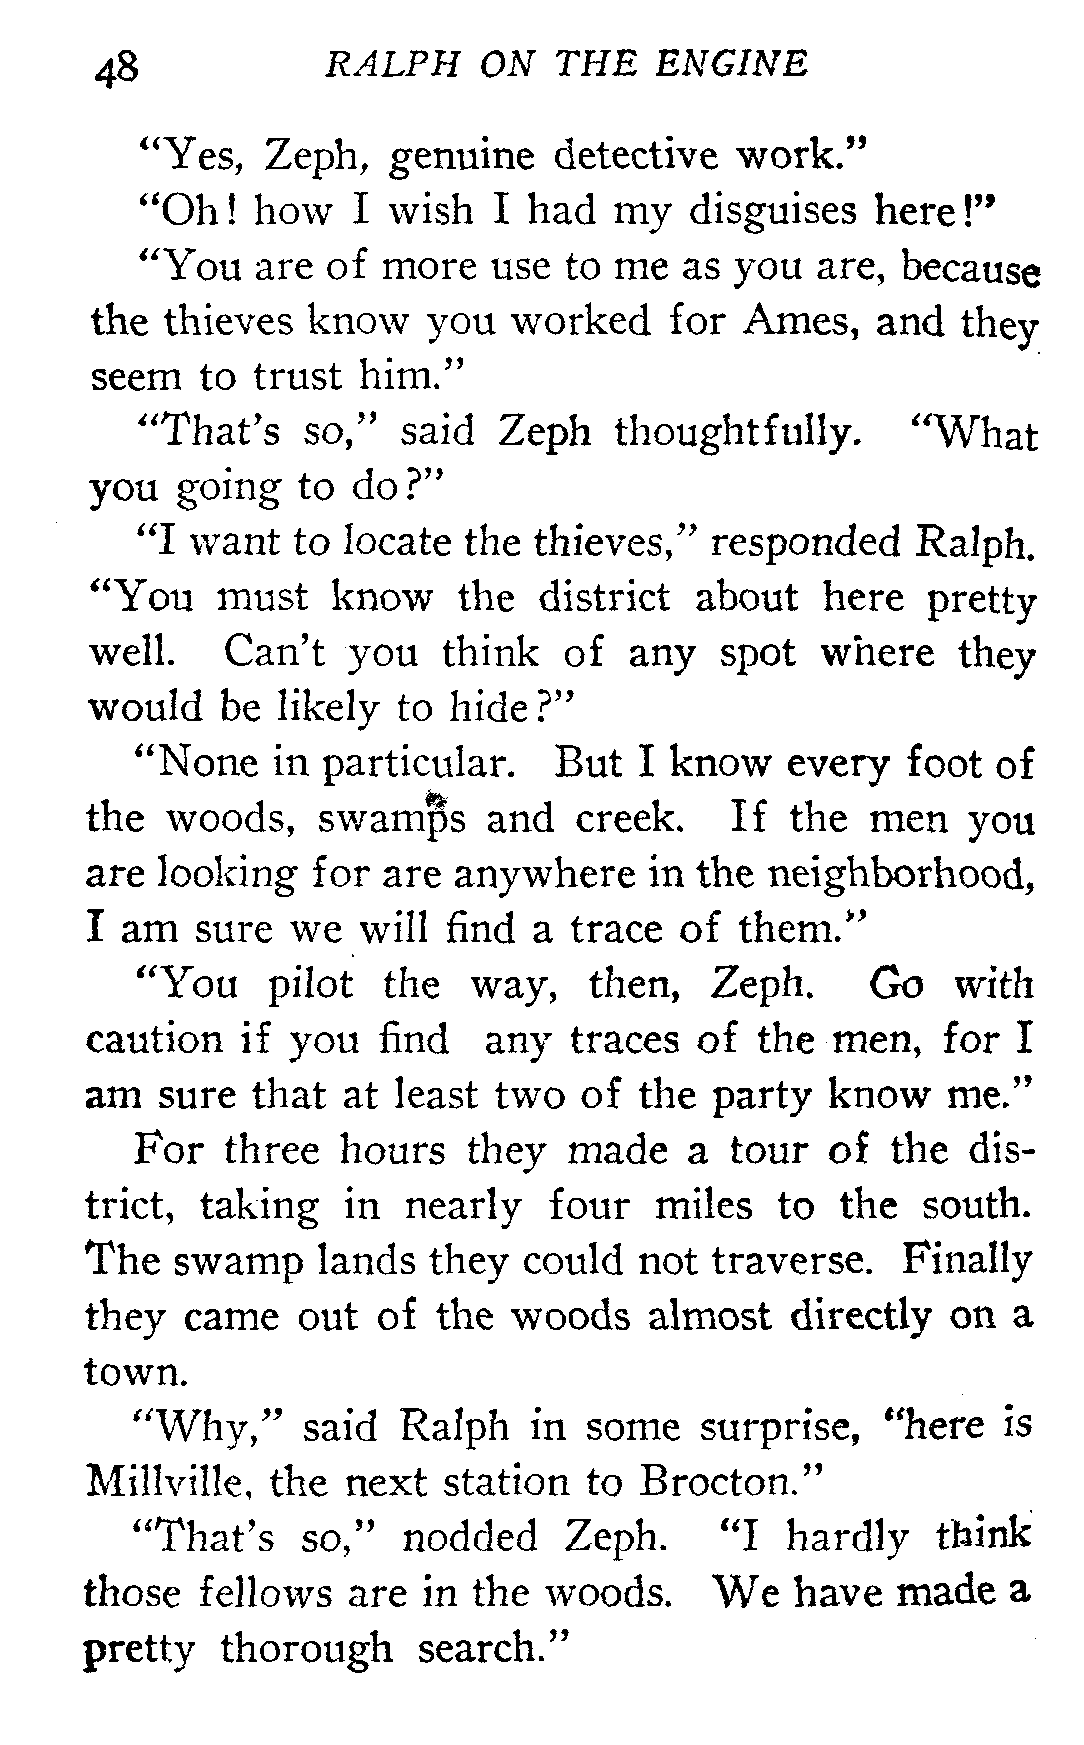 48 RALPH ON THE ENGINE
“Yes, Zeph, genuine detective work.”
“Oh! how I wish I had my disguises here!”
“You are of more use to me as you are, because
the thieves know you worked for Ames, and they
seem to trust him.”
“That’s so,” said Zeph thoughtfully. “What
you going to do?”
“I want to locate the thieves,” responded Ralph.
“You must know the district about here pretty
well. Can’t you think of any spot where they
would be likely to hide?”
“None in particular. But I know every foot of
the woods, swamps and creek. If the men you
are looking for are anywhere in the neighborhood,
I am sure we will find a trace of them.”
“You pilot the way, then, Zeph. Go with
caution if you find any traces of the men, for I
am sure that at least two of the party know me.”
For three hours they made a tour of the dis-
trict, taking in nearly four miles to the south.
The swamp lands they could not traverse. Finally
they came out of the woods almost directly on a
town.
“Why,” said Ralph in some surprise, “here is
Millville, the next station to Brocton.”
“That’s so,” nodded Zeph. “I hardly think
those fellows are in the woods. We have made a
pretty thorough search.”